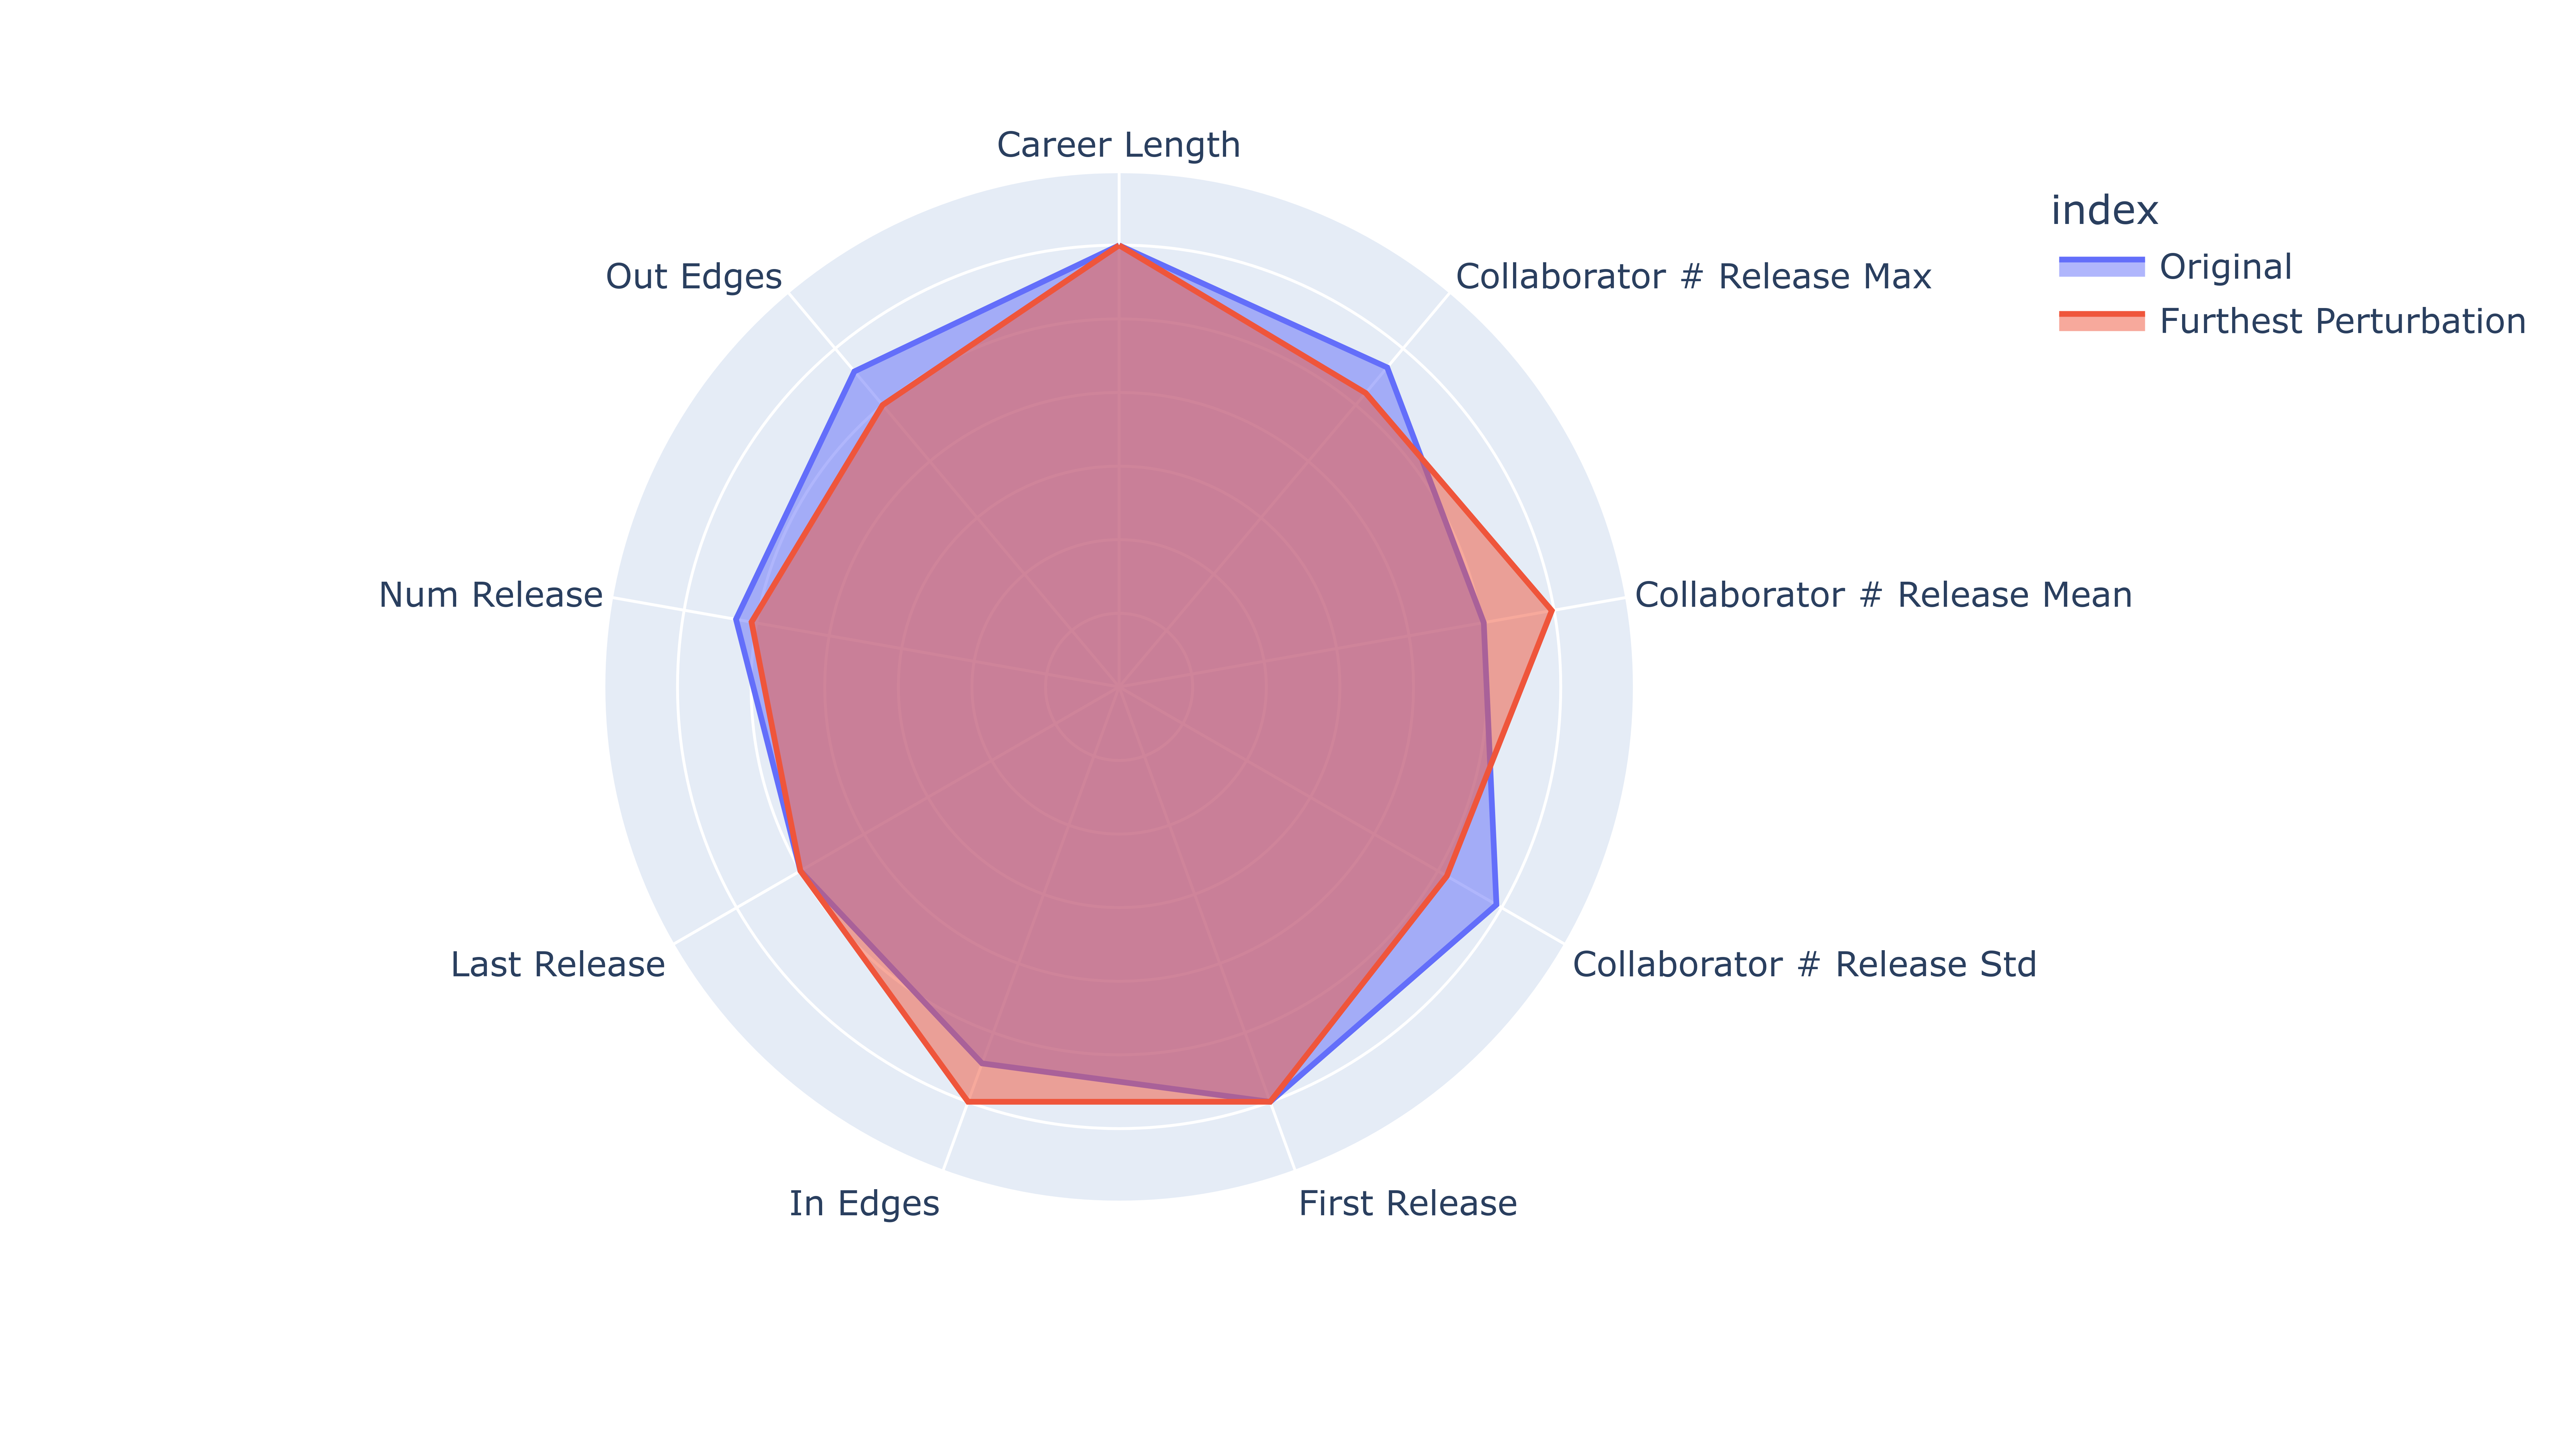 Career Length
Out Edges
Collaborator # Release Max
Num Release
Collaborator # Release Mean
Last Release
Collaborator # Release Std
In Edges
First Release
index
Original
Furthest Perturbation